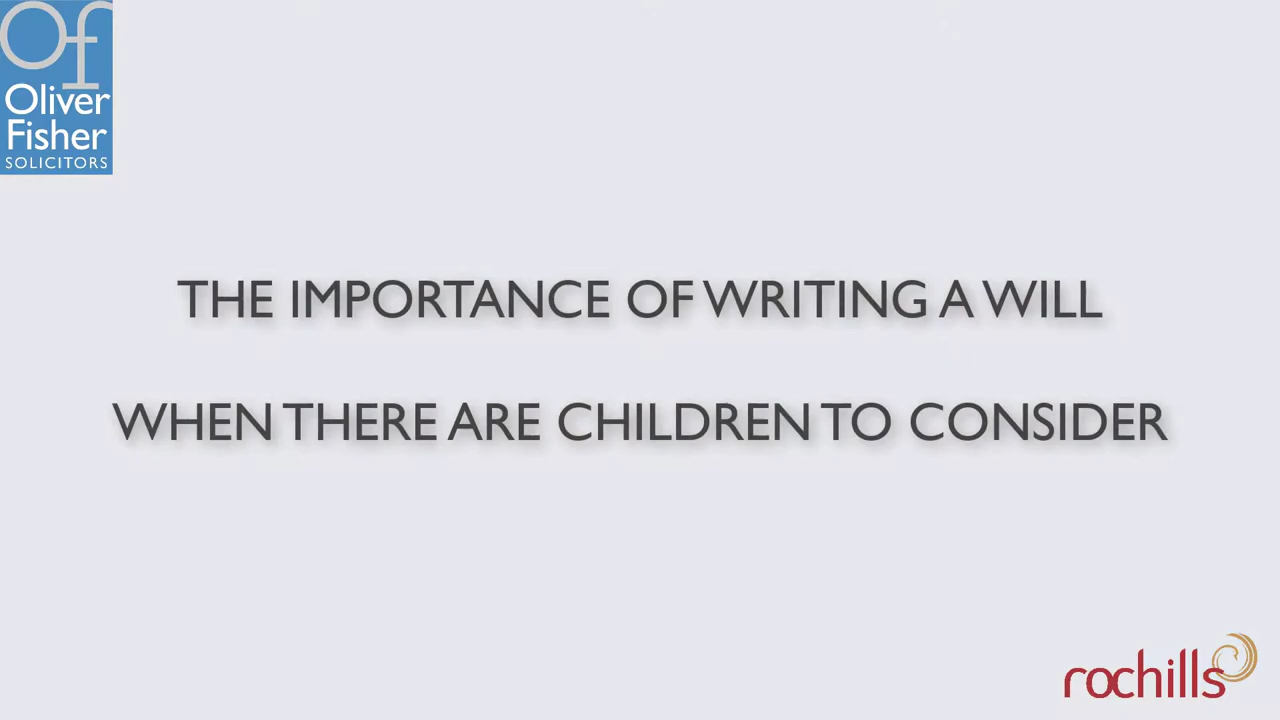 Of
Oliver
Fisher
SOLICITORS
THE IMPORTANCE OF WRITING A WILL
WHEN THERE ARE CHILDREN TO CONSIDER
rochills